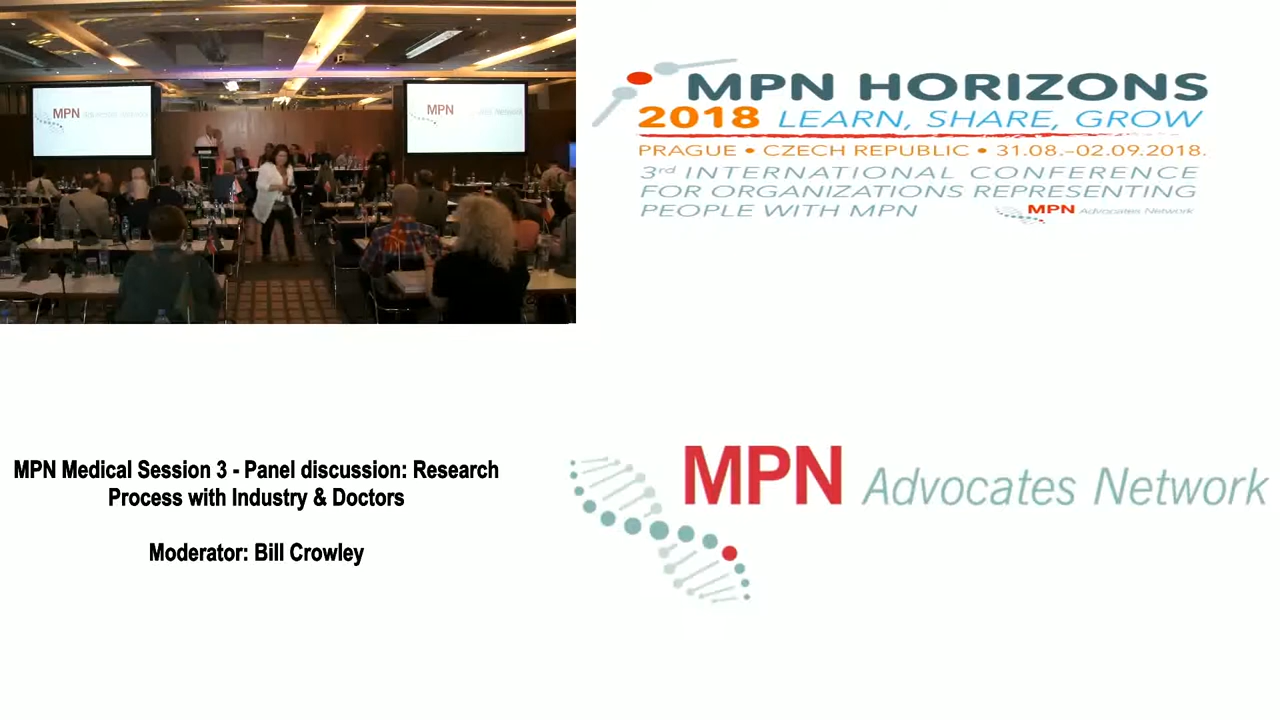 MPN
MPN
MPN HORIZONS
2018 LEARN, SHARE, GROW
PRAGUE • CZECH REPUBLIC • 31.08.-02.09.2018.
3rd INTERNATIONAL CONFERENCE
FOR ORGANIZATIONS REPRESENTING
PEOPLE WITH MPN
MPN Advocates Network
MPN Medical Session 3 - Panel discussion: Research
Process with Industry & Doctors
Moderator: Bill Crowley
MPN Advocates Network